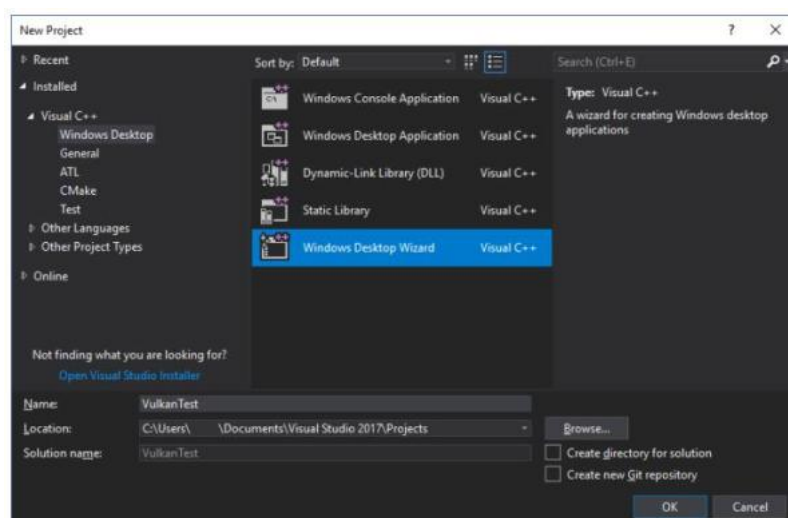 New Project
? ×
Recent
Installed
Visual C++
Windows Desktop
General
ATL
CMake
Test
Other Languages
Other Project Types
Online
Not finding what you are looking for?
Open Visual Studio Installer
Sort by: Default
Windows Console Application Visual C++
Windows Desktop Application Visual C++
Dynamic-Link Library (DLL) Visual C++
Static Library Visual C++
Windows Desktop Wizard Visual C++
Search (Ctrl+E)
Type: Visual C++
A wizard for creating Windows desktop
applications
Name: VulkanTest
Location: C:\Users\ \Documents\Visual Studio 2017\Projects
Browse...
Solution name: VulkanTest
Create directory for solution
Create new Git repository
OK Cancel